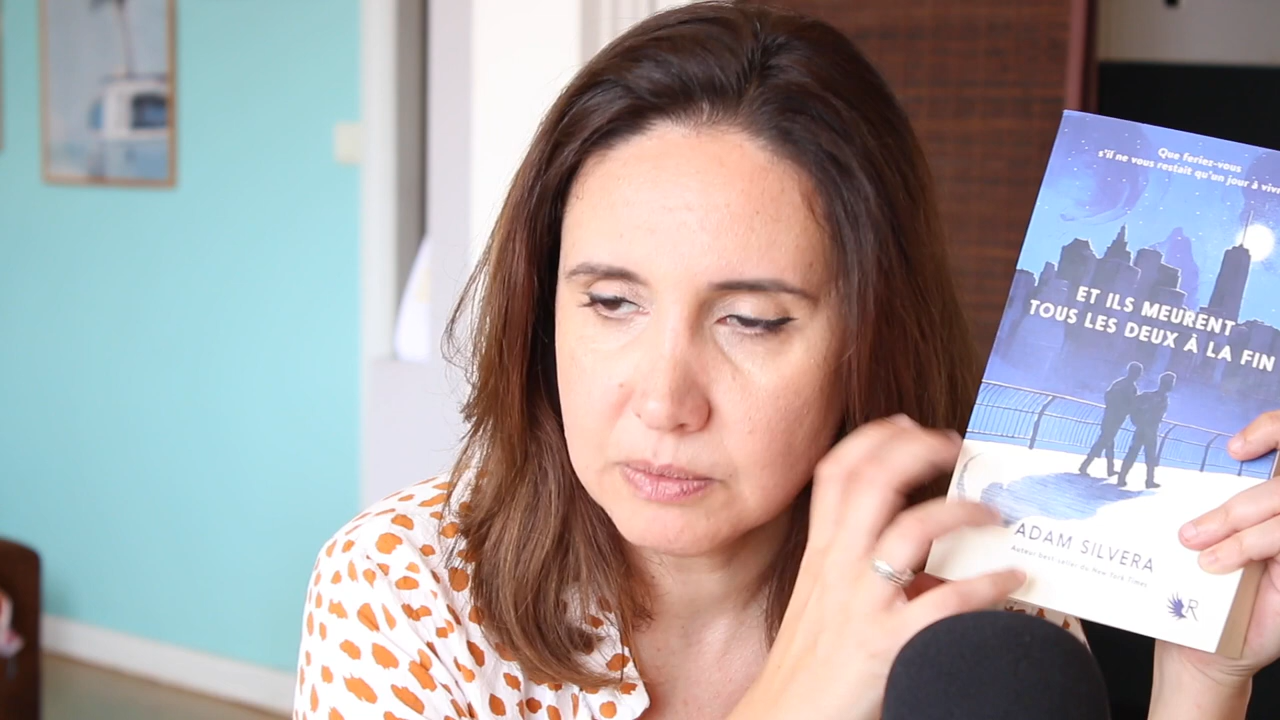 Que feriez-vous
s'il ne vous restait qu'un jour à vivr
ET ILS MEURENT
TOUS LES DEUX À LA FIN
ADAM SILVERA
Auteur best-seller du New York Times
R